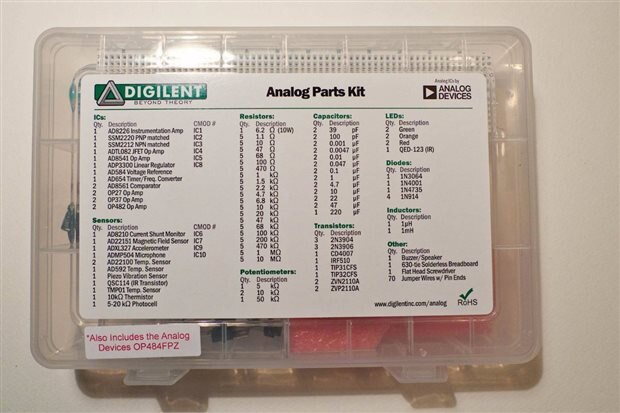 DIGILENT
BEYOND THEORY
Analog Parts Kit
Analog ICs by
ANALOG DEVICES
ICs:
Qty. Description CMOD #
1 AD8226 Instrumentation Amp IC1
1 SSM2220 PNP matched IC2
1 SSM2212 NPN matched IC3
1 ADTL082 JFET Op Amp IC4
1 AD8541 Op Amp IC5
1 ADP3300 Linear Regulator IC8
1 AD584 Voltage Reference
1 AD654 Timer/Freq. Converter
2 AD8561 Comparator
2 OP27 Op Amp
2 OP37 Op Amp
2 OP482 Op Amp
Sensors:
Qty. Description CMOD #
1 AD8210 Current Shunt Monitor IC6
1 AD22151 Magnetic Field Sensor IC7
1 ADXL327 Accelerometer IC9
1 ADMP504 Microphone IC10
2 AD22100 Temp. Sensor
1 AD592 Temp. Sensor
1 Piezo Vibration Sensor
1 QSC114 (IR Transistor)
1 TMP01 Temp. Sensor
1 10kΩ Thermistor
1 5-20 kΩ Photocell
Resistors:
Qty. Description
1 6.2 Ω (10W)
5 1.1 Ω
5 10 Ω
5 47 Ω
5 68 Ω
5 100 Ω
5 470 Ω
5 1 kΩ
5 1.5 kΩ
5 2.2 kΩ
5 4.7 kΩ
5 6.8 kΩ
5 10 kΩ
5 20 kΩ
5 47 kΩ
5 68 kΩ
5 100 kΩ
5 200 kΩ
5 470 kΩ
5 1 MΩ
5 MΩ
Potentiometers:
Qty. Description
1 5 kΩ
2 10 kΩ
1 50 kΩ
Capacitors:
Qty. Description
2 39 pF
2 100 pF
2 0.001 µF
2 0.0047 µF
2 0.01 µF
2 0.047 µF
2 0.1 µF
2 1 µF
2 4.7 µF
2 10 µF
2 22 µF
2 47 µF
1 220 µF
Transistors:
Qty. Description
3 2N3904
3 2N2906
1 CD4007
1 IRF510
1 TIP31CFS
1 TIP32CFS
2 ZVN2110A
2 ZVP2110A
LEDs:
Qty. Description
2 Green
2 Orange
2 Red
1 QED-123 (IR)
Diodes:
Qty. Description
1 1N3064
1 1N4001
1 1N4735
4 1N914
Inductors:
Qty. Description
1 1µH
1 1mH
Other:
Qty. Description
1 Buzzer/Speaker
1 630-tie Solderless Breadboard
1 Flat Head Screwdriver
70 Jumper Wires w/ Pin Ends
www.digilentinc.com/analog
RoHS
*Also Includes the Analog
Devices OP484FPZ